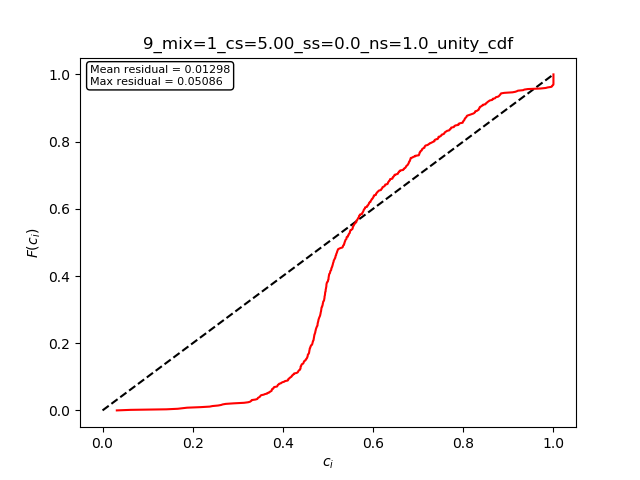 9_mix=1_cs=5.00_ss=0.0_ns=1.0_unity_cdf
Mean residual = 0.01298
Max residual = 0.05086
1.0
0.8
0.6
0.4
0.2
0.0
F(c_i)
0.0 0.2 0.4 0.6 0.8 1.0
c_i